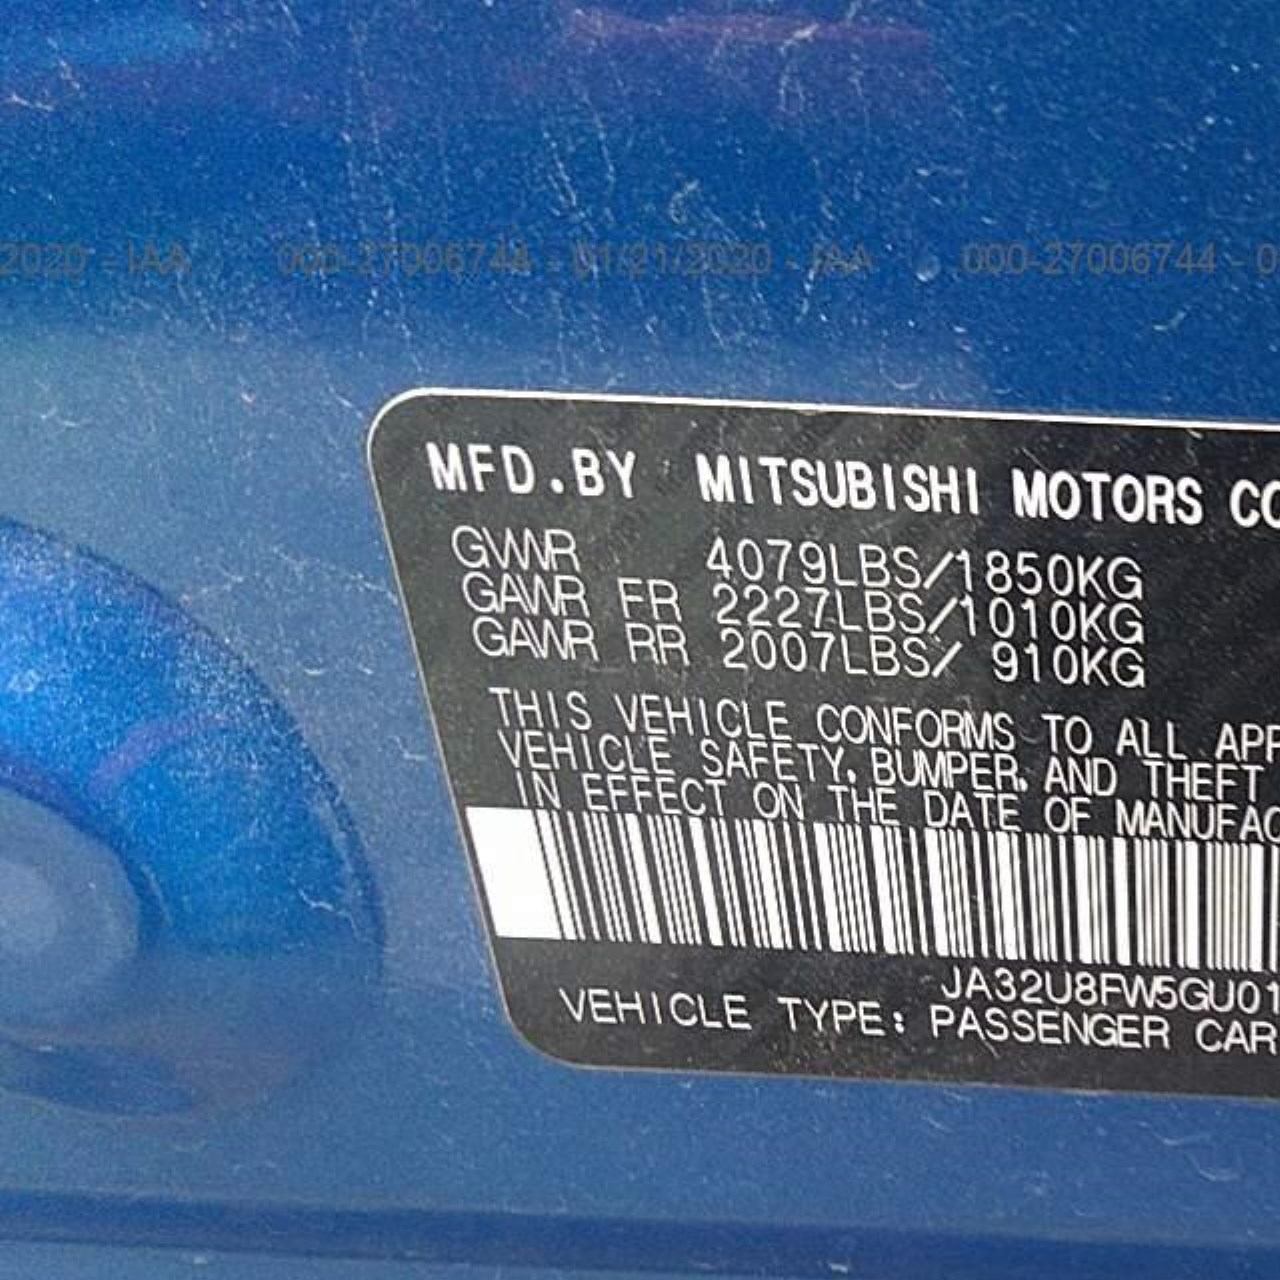 2020 - IAA 000-27006744 - 01/21/2020 - IAA 000-27006744 - 0
MFD.BY MITSUBISHI MOTORS CO
GVWR 4079LBS/1850KG
GAWR FR 2227LBS/1010KG
GAWR RR 2007LBS/ 910KG
THIS VEHICLE CONFORMS TO ALL APP
VEHICLE SAFETY, BUMPER, AND THEFT
IN EFFECT ON THE DATE OF MANUFAC
JA32U8FW5GU01
VEHICLE TYPE: PASSENGER CAR